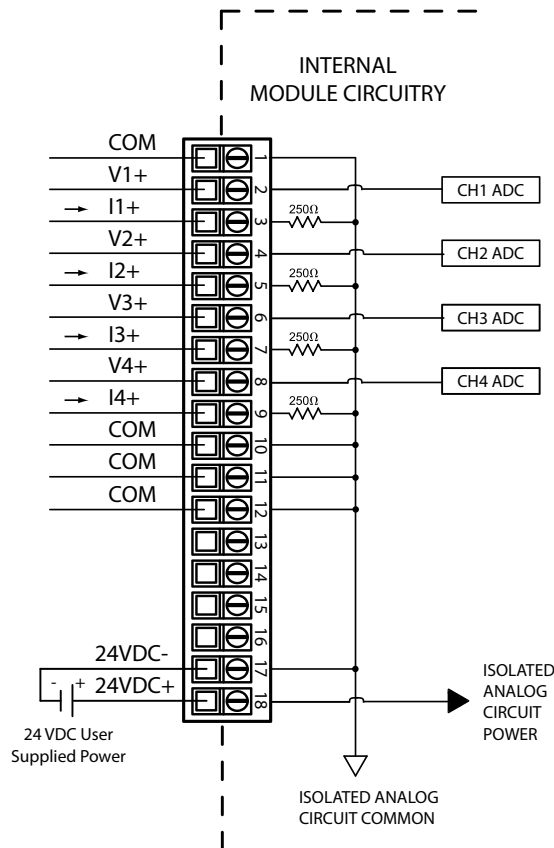 INTERNAL
MODULE CIRCUITRY
COM
1
V1+
2
CH1 ADC
→ I1+
3
250Ω
V2+
4
CH2 ADC
→ I2+
5
250Ω
V3+
6
CH3 ADC
→ I3+
7
250Ω
V4+
8
CH4 ADC
→ I4+
9
250Ω
COM
10
COM
11
COM
12
13
14
15
16
24VDC-
17
- + 24VDC+
18
24 VDC User
Supplied Power
ISOLATED
ANALOG
CIRCUIT
POWER
ISOLATED ANALOG
CIRCUIT COMMON